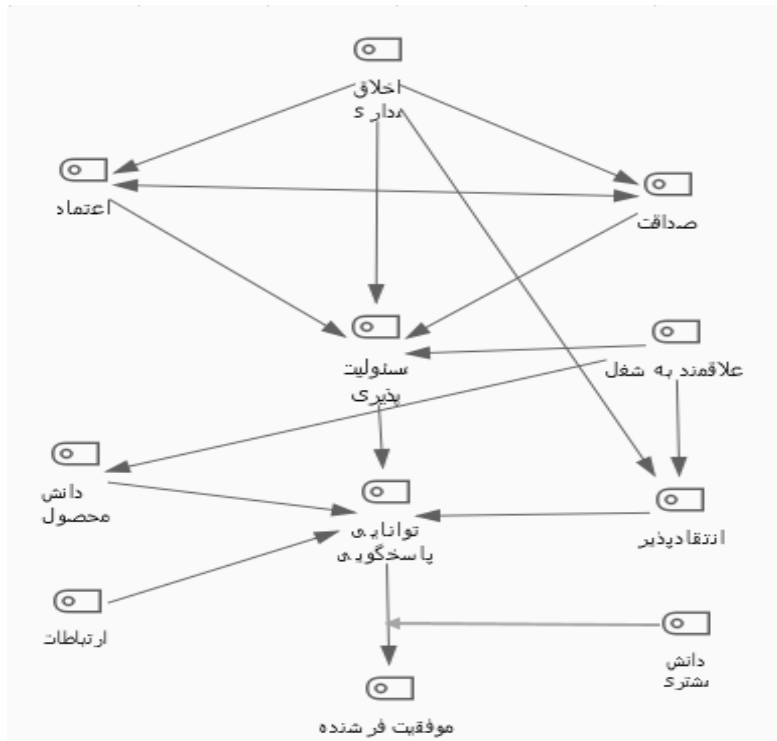 اخلاق
مداری
اعتماد
صداقت
مسئولیت
پذیری
علاقمند به شغل
دانش
محصول
توانایی
پاسخگویی
انتقادپذیر
ارتباطات
دانش
مشتری
موفقیت فرشنده